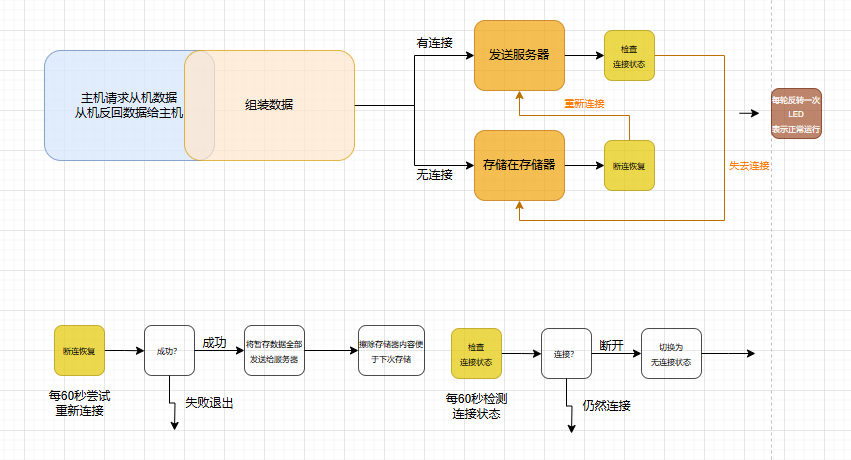 主机请求从机数据
从机反回数据给主机
组装数据
有连接
无连接
发送服务器
检查
连接状态
重新连接
存储在存储器
断连恢复
失去连接
每轮反转一次
LED
表示正常运行
断连恢复
每60秒尝试
重新连接
成功？
成功
失败退出
将暂存数据全部
发送给服务器
擦除存储器内容便
于下次存储
检查
连接状态
每60秒检测
连接状态
连接？
断开
仍然连接
切换为
无连接状态